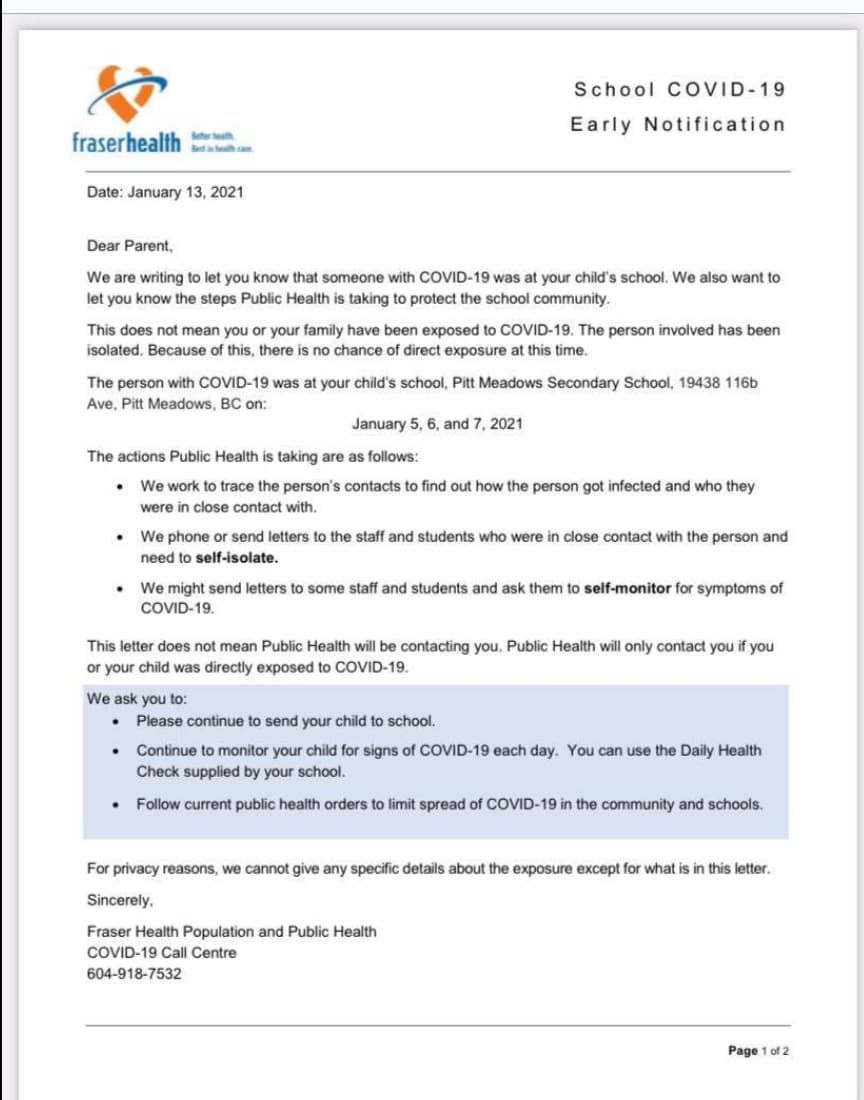 School COVID-19
Early Notification
fraserhealth
Better health.
Best in health care.
Date: January 13, 2021
Dear Parent,
We are writing to let you know that someone with COVID-19 was at your child's school. We also want to
let you know the steps Public Health is taking to protect the school community.
This does not mean you or your family have been exposed to COVID-19. The person involved has been
isolated. Because of this, there is no chance of direct exposure at this time.
The person with COVID-19 was at your child's school, Pitt Meadows Secondary School, 19438 116b
Ave, Pitt Meadows, BC on:
January 5, 6, and 7, 2021
The actions Public Health is taking are as follows:
• We work to trace the person's contacts to find out how the person got infected and who they
were in close contact with.
• We phone or send letters to the staff and students who were in close contact with the person and
need to self-isolate.
• We might send letters to some staff and students and ask them to self-monitor for symptoms of
COVID-19.
This letter does not mean Public Health will be contacting you. Public Health will only contact you if you
or your child was directly exposed to COVID-19.
We ask you to:
• Please continue to send your child to school.
• Continue to monitor your child for signs of COVID-19 each day. You can use the Daily Health
Check supplied by your school.
• Follow current public health orders to limit spread of COVID-19 in the community and schools.
For privacy reasons, we cannot give any specific details about the exposure except for what is in this letter.
Sincerely,
Fraser Health Population and Public Health
COVID-19 Call Centre
604-918-7532
Page 1 of 2